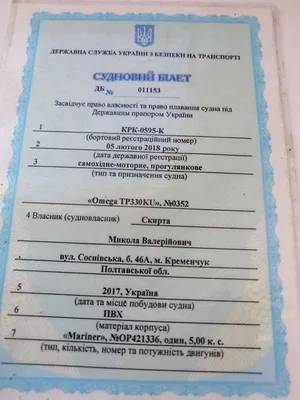 ДЕРЖАВНА СЛУЖБА УКРАЇНИ З БЕЗПЕКИ НА ТРАНСПОРТІ
СУДНОВИЙ БІЛЕТ
ДБ № 011153
Засвідчує право власності та право плавання судна під
Державним прапором України
1 КРК-0595-К
(бортовий реєстраційний номер)
2 05 лютого 2018 року
(дата державної реєстрації)
3 самохідне-моторне, прогулянкове
(тип та призначення судна)
«Omega TP330KU», №0352
4 Власник (судновласник) Скирта
Микола Валерійович
вул. Соснівська, б. 46А, м. Кременчук
Полтавської обл.
5 2017, Україна
(дата та місце побудови судна)
6 ПВХ
(матеріал корпуса)
7 «Mariner», №OP421336, один, 5,00 к. с.
(тип, кількість, номер та потужність двигунів)